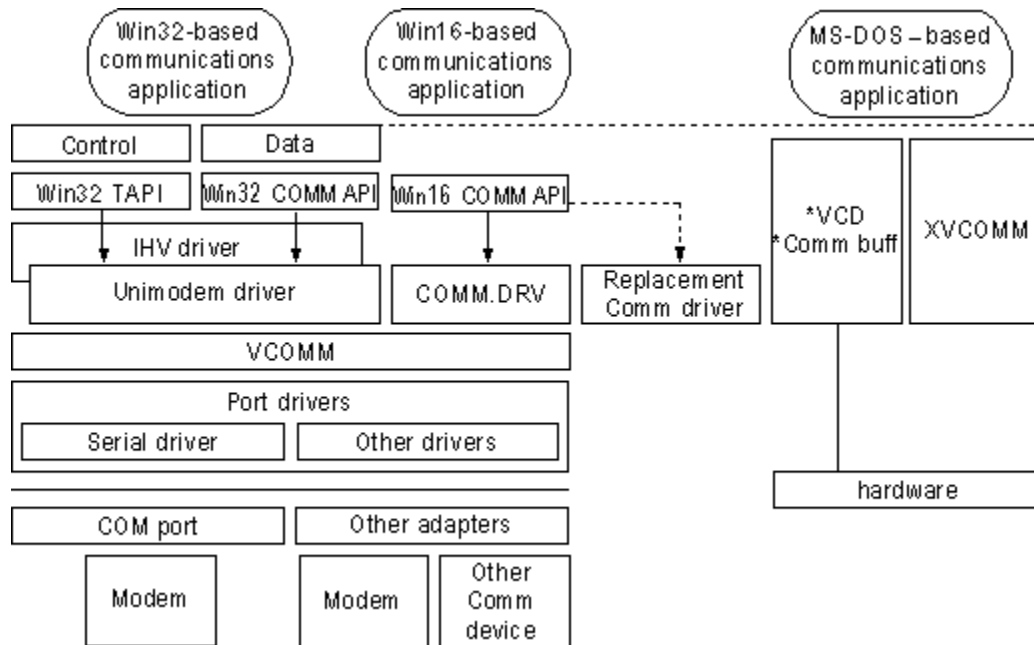 Win32-based
communications
application
Win16-based
communications
application
MS-DOS–based
communications
application
Control
Data
Win32 TAPI
Win32 COMM API
Win16 COMM API
*VCD
*Comm buff
XVCOMM
IHV driver
Unimodem driver
COMM.DRV
Replacement
Comm driver
VCOMM
Port drivers
Serial driver
Other drivers
hardware
COM port
Other adapters
Modem
Modem
Other
Comm
device